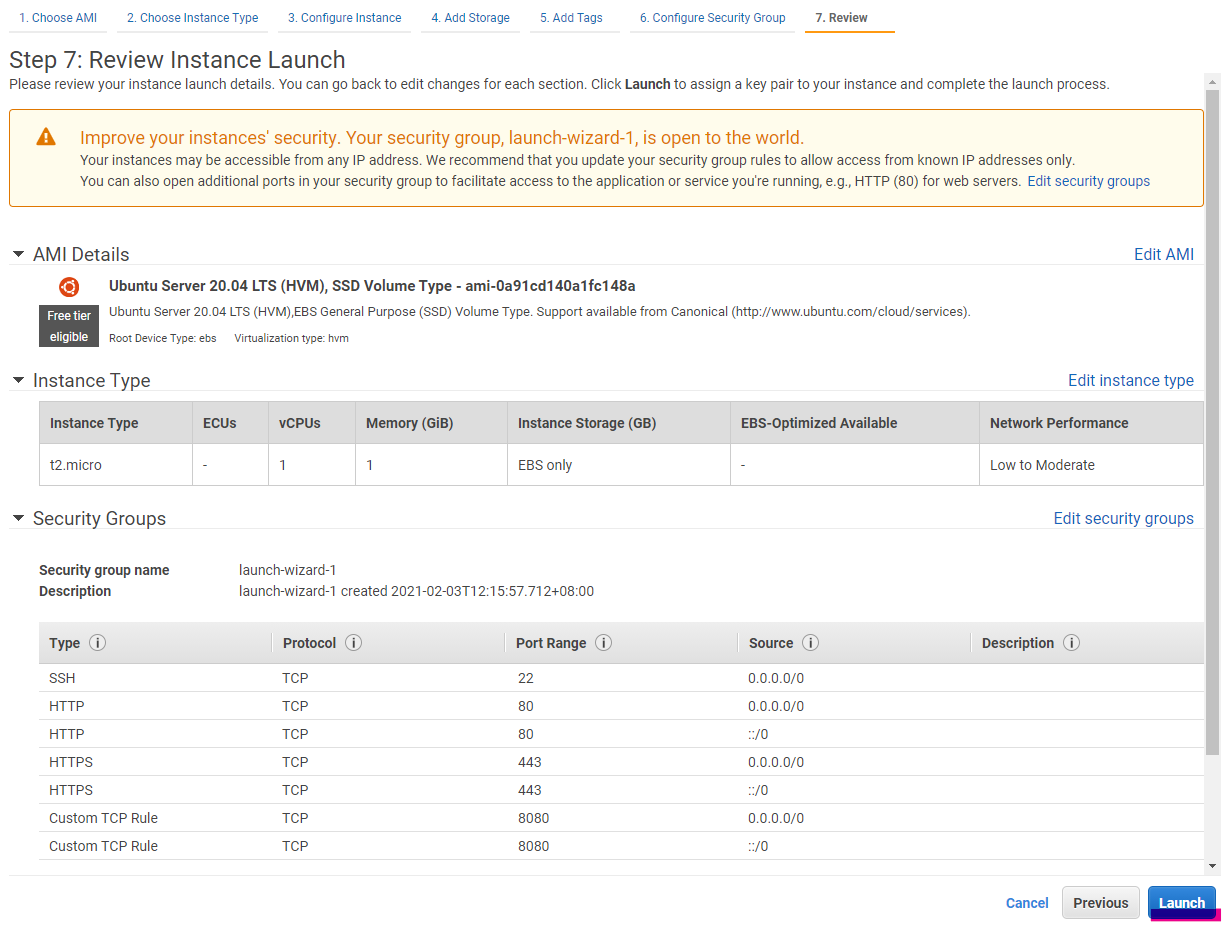 1. Choose AMI 2. Choose Instance Type 3. Configure Instance 4. Add Storage 5. Add Tags 6. Configure Security Group 7. Review
Step 7: Review Instance Launch
Please review your instance launch details. You can go back to edit changes for each section. Click Launch to assign a key pair to your instance and complete the launch process.
Improve your instances' security. Your security group, launch-wizard-1, is open to the world.
Your instances may be accessible from any IP address. We recommend that you update your security group rules to allow access from known IP addresses only.
You can also open additional ports in your security group to facilitate access to the application or service you're running, e.g., HTTP (80) for web servers. Edit security groups
AMI Details Edit AMI
Ubuntu Server 20.04 LTS (HVM), SSD Volume Type - ami-0a91cd140a1fc148a
Free tier eligible
Ubuntu Server 20.04 LTS (HVM),EBS General Purpose (SSD) Volume Type. Support available from Canonical (http://www.ubuntu.com/cloud/services).
Root Device Type: ebs Virtualization type: hvm
Instance Type Edit instance type
Instance Type ECUs vCPUs Memory (GiB) Instance Storage (GB) EBS-Optimized Available Network Performance
t2.micro - 1 1 EBS only - Low to Moderate
Security Groups Edit security groups
Security group name launch-wizard-1
Description launch-wizard-1 created 2021-02-03T12:15:57.712+08:00
Type i Protocol i Port Range i Source i Description i
SSH TCP 22 0.0.0.0/0
HTTP TCP 80 0.0.0.0/0
HTTP TCP 80 ::/0
HTTPS TCP 443 0.0.0.0/0
HTTPS TCP 443 ::/0
Custom TCP Rule TCP 8080 0.0.0.0/0
Custom TCP Rule TCP 8080 ::/0
Cancel Previous Launch